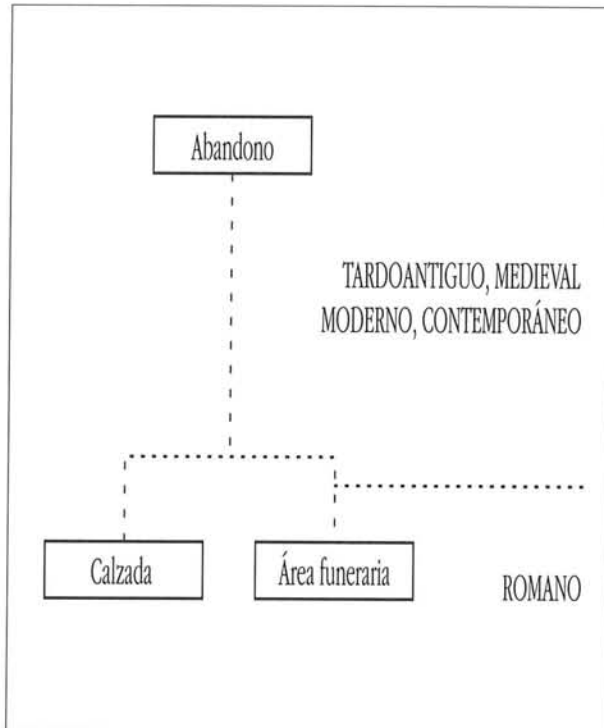 Abandono
TARDOANTIGUO, MEDIEVAL
MODERNO, CONTEMPORÁNEO
Calzada
Área funeraria
ROMANO